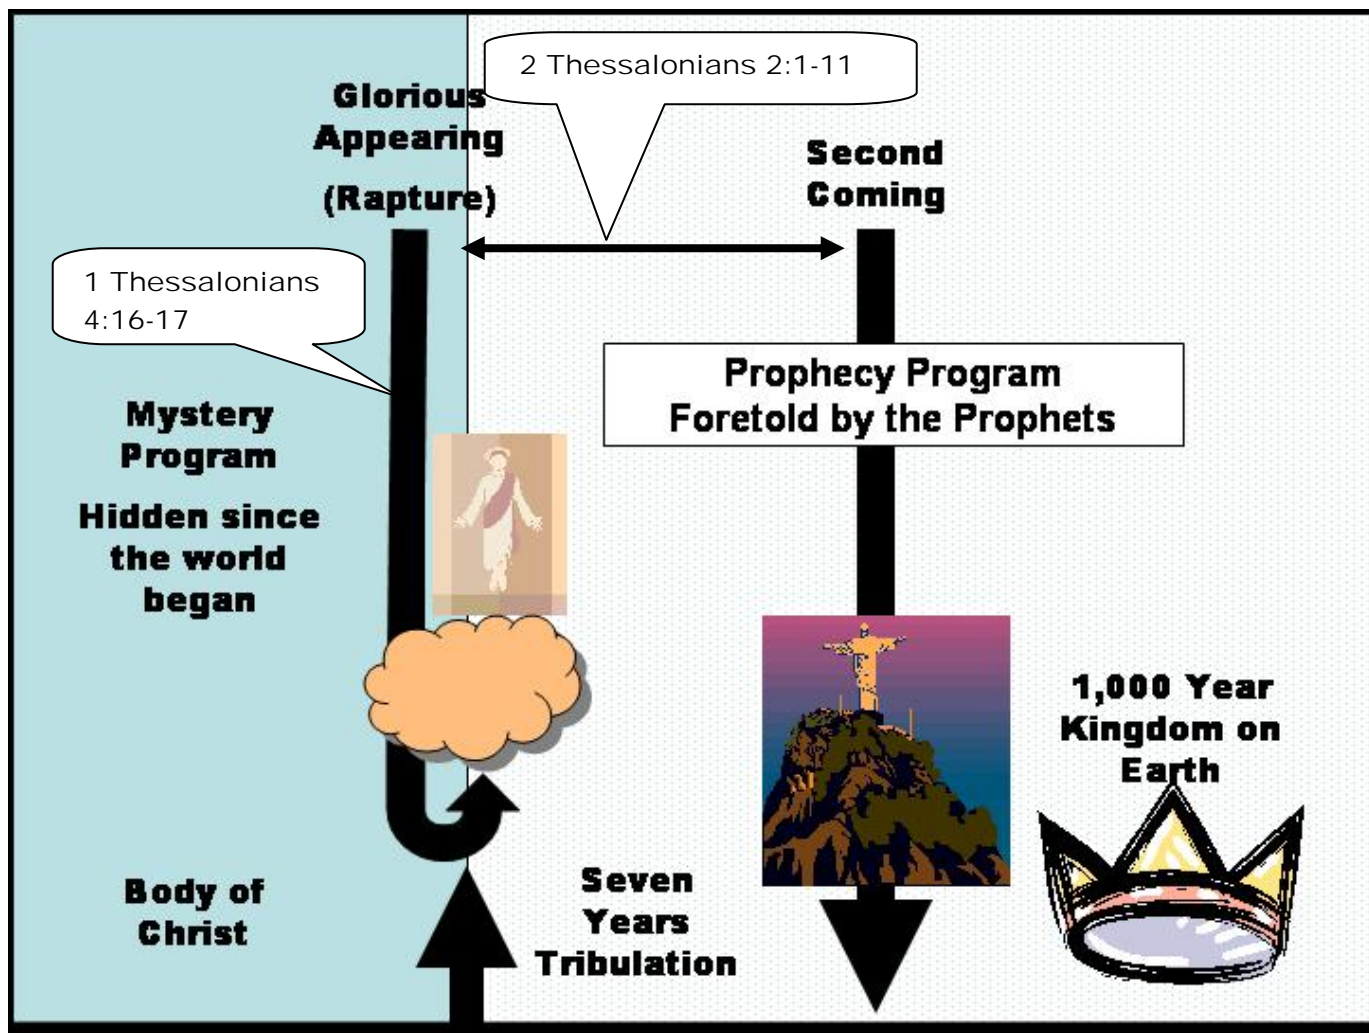 2 Thessalonians 2:1-11
Glorious
Appearing
(Rapture)
Second
Coming
1 Thessalonians
4:16-17
Prophecy Program
Foretold by the Prophets
Mystery
Program
Hidden since
the world
began
1,000 Year
Kingdom on
Earth
Body of
Christ
Seven
Years
Tribulation